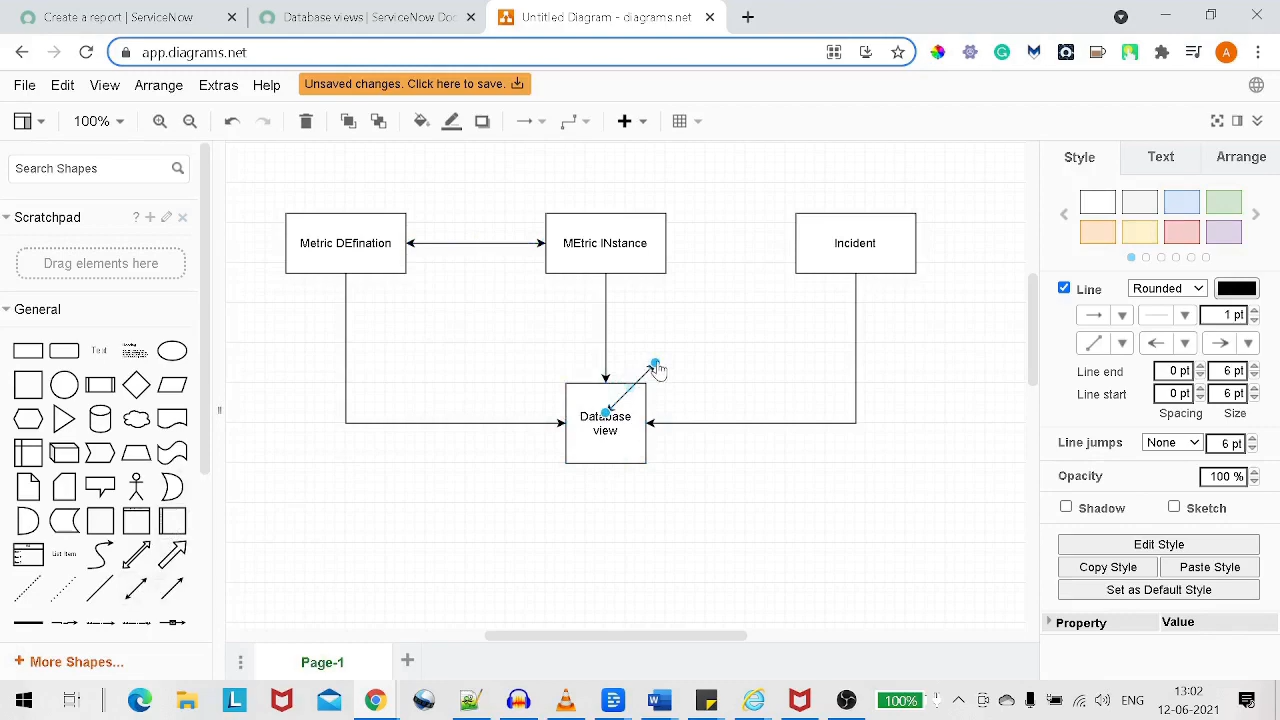 Create report | ServiceNow
Database views | ServiceNow Doc
Untitled Diagram - diagrams.net
app.diagrams.net
A
File Edit View Arrange Extras Help
Unsaved changes. Click here to save.
100%
Search Shapes
Scratchpad
?
Drag elements here
General
Text
List Item
+ More Shapes...
Metric DEfination
MEtric INstance
Incident
Database
view
Page-1
Style Text Arrange
Line Rounded
1 pt
Line end 0 pt 6 pt
Line start 0 pt 6 pt
Spacing Size
Line jumps None 6 pt
Opacity 100 %
Shadow Sketch
Edit Style
Copy Style Paste Style
Set as Default Style
Property Value
100%
ENG
13:02
12-06-2021